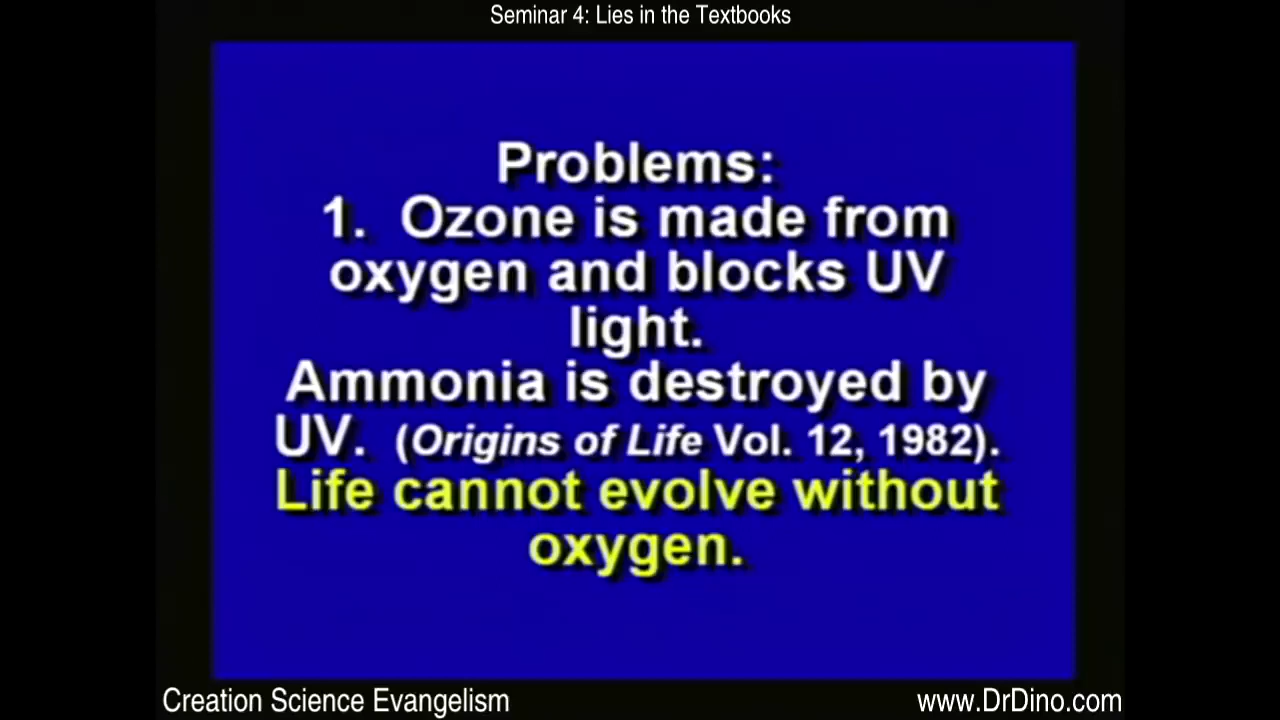 Seminar 4: Lies in the Textbooks
Problems:
1. Ozone is made from
oxygen and blocks UV
light.
Ammonia is destroyed by
UV. (Origins of Life Vol. 12, 1982).
Life cannot evolve without
oxygen.
Creation Science Evangelism
www.DrDino.com